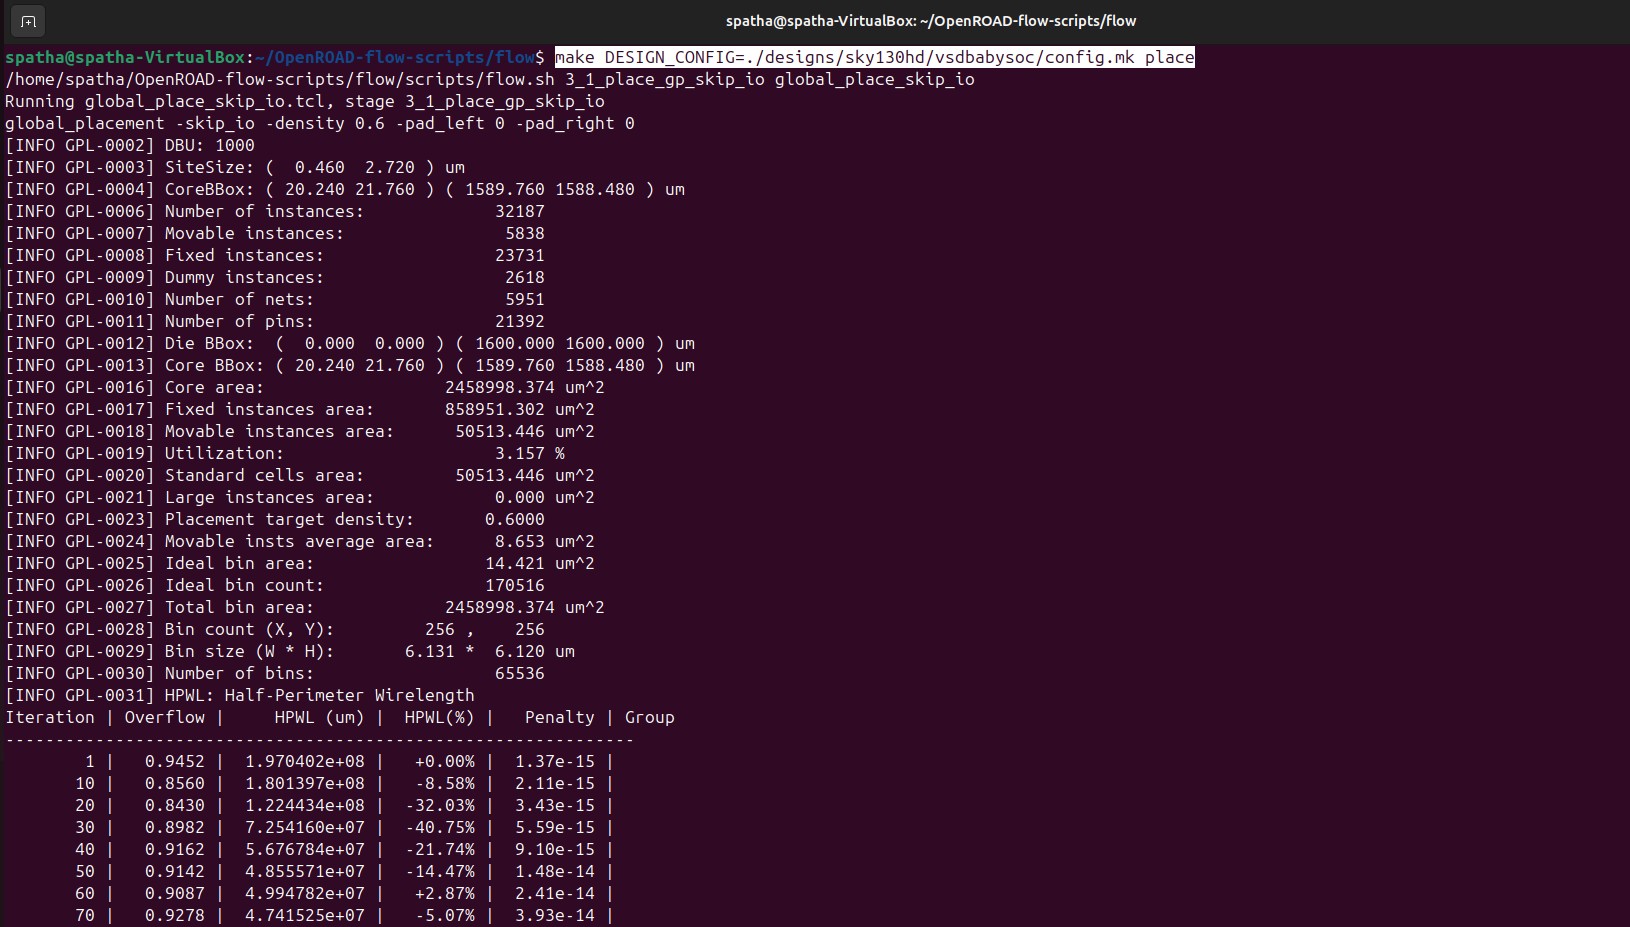 spatha@spatha-VirtualBox: ~/OpenROAD-flow-scripts/flow
spatha@spatha-VirtualBox:~/OpenROAD-flow-scripts/flow$ make DESIGN_CONFIG=./designs/sky130hd/vsdbabysoc/config.mk place
/home/spatha/OpenROAD-flow-scripts/flow/scripts/flow.sh 3_1_place_gp_skip_io global_place_skip_io
Running global_place_skip_io.tcl, stage 3_1_place_gp_skip_io
global_placement -skip_io -density 0.6 -pad_left 0 -pad_right 0
[INFO GPL-0002] DBU: 1000
[INFO GPL-0003] SiteSize: (  0.460  2.720 ) um
[INFO GPL-0004] CoreBBox: ( 20.240 21.760 ) ( 1589.760 1588.480 ) um
[INFO GPL-0006] Number of instances:             32187
[INFO GPL-0007] Movable instances:                5838
[INFO GPL-0008] Fixed instances:                 23731
[INFO GPL-0009] Dummy instances:                  2618
[INFO GPL-0010] Number of nets:                   5951
[INFO GPL-0011] Number of pins:                  21392
[INFO GPL-0012] Die BBox:  (  0.000  0.000 ) ( 1600.000 1600.000 ) um
[INFO GPL-0013] Core BBox: ( 20.240 21.760 ) ( 1589.760 1588.480 ) um
[INFO GPL-0016] Core area:                  2458998.374 um^2
[INFO GPL-0017] Fixed instances area:       858951.302 um^2
[INFO GPL-0018] Movable instances area:      50513.446 um^2
[INFO GPL-0019] Utilization:                     3.157 %
[INFO GPL-0020] Standard cells area:         50513.446 um^2
[INFO GPL-0021] Large instances area:            0.000 um^2
[INFO GPL-0023] Placement target density:       0.6000
[INFO GPL-0024] Movable insts average area:      8.653 um^2
[INFO GPL-0025] Ideal bin area:                 14.421 um^2
[INFO GPL-0026] Ideal bin count:                170516
[INFO GPL-0027] Total bin area:             2458998.374 um^2
[INFO GPL-0028] Bin count (X, Y):         256 ,    256
[INFO GPL-0029] Bin size (W * H):       6.131 *  6.120 um
[INFO GPL-0030] Number of bins:                  65536
[INFO GPL-0031] HPWL: Half-Perimeter Wirelength
Iteration | Overflow |     HPWL (um) |  HPWL(%) |   Penalty | Group
---------------------------------------------------------------
        1 |   0.9452 |  1.970402e+08 |   +0.00% |  1.37e-15 |
       10 |   0.8560 |  1.801397e+08 |   -8.58% |  2.11e-15 |
       20 |   0.8430 |  1.224434e+08 |  -32.03% |  3.43e-15 |
       30 |   0.8982 |  7.254160e+07 |  -40.75% |  5.59e-15 |
       40 |   0.9162 |  5.676784e+07 |  -21.74% |  9.10e-15 |
       50 |   0.9142 |  4.855571e+07 |  -14.47% |  1.48e-14 |
       60 |   0.9087 |  4.994782e+07 |   +2.87% |  2.41e-14 |
       70 |   0.9278 |  4.741525e+07 |   -5.07% |  3.93e-14 |